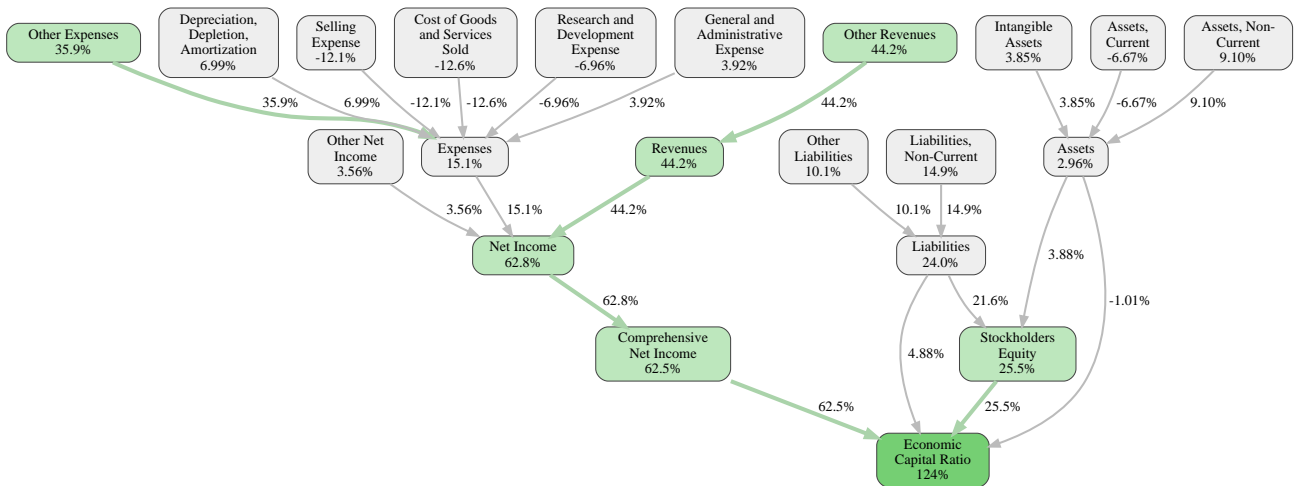 Other Expenses
35.9%
Depreciation,
Depletion,
Amortization
6.99%
Selling
Expense
-12.1%
Cost of Goods
and Services
Sold
-12.6%
Research and
Development
Expense
-6.96%
General and
Administrative
Expense
3.92%
Other Revenues
44.2%
Intangible
Assets
3.85%
Assets,
Current
-6.67%
Assets, Non-
Current
9.10%
35.9%
6.99%
-12.1%
-12.6%
-6.96%
3.92%
44.2%
3.85%
-6.67%
9.10%
Other Net
Income
3.56%
Expenses
15.1%
Revenues
44.2%
Other
Liabilities
10.1%
Liabilities,
Non-Current
14.9%
Assets
2.96%
3.56%
15.1%
44.2%
10.1%
14.9%
Net Income
62.8%
Liabilities
24.0%
3.88%
62.8%
21.6%
-1.01%
Comprehensive
Net Income
62.5%
4.88%
Stockholders
Equity
25.5%
62.5%
25.5%
Economic
Capital Ratio
124%